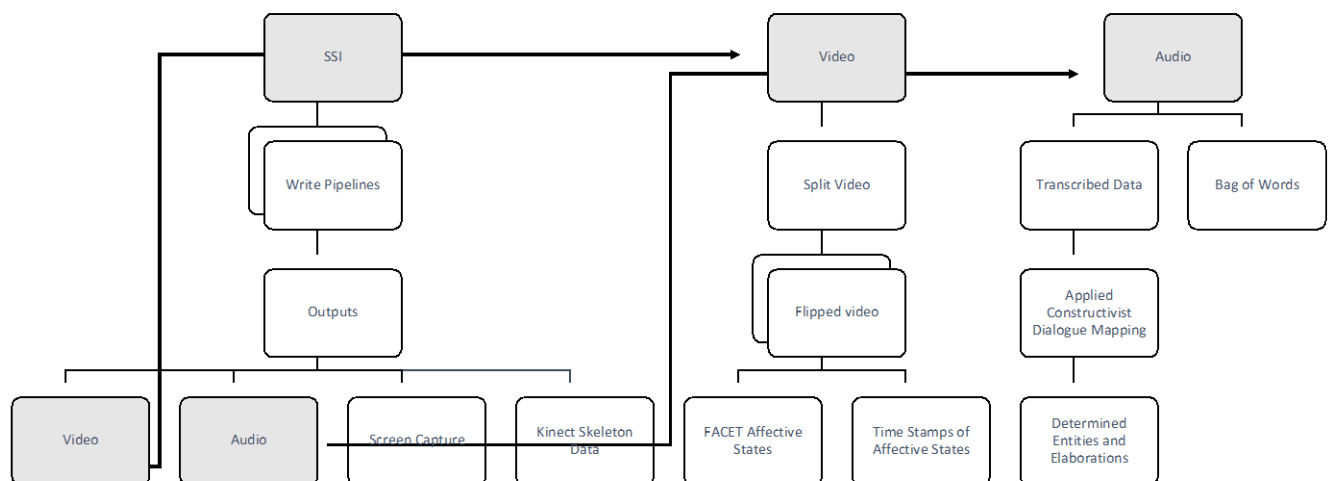 SSI
Video
Audio
Write Pipelines
Split Video
Transcribed Data
Bag of Words
Outputs
Flipped video
Applied
Constructivist
Dialogue Mapping
Video
Audio
Screen Capture
Kinect Skeleton
Data
FACET Affective
States
Time Stamps of
Affective States
Determined
Entities and
Elaborations